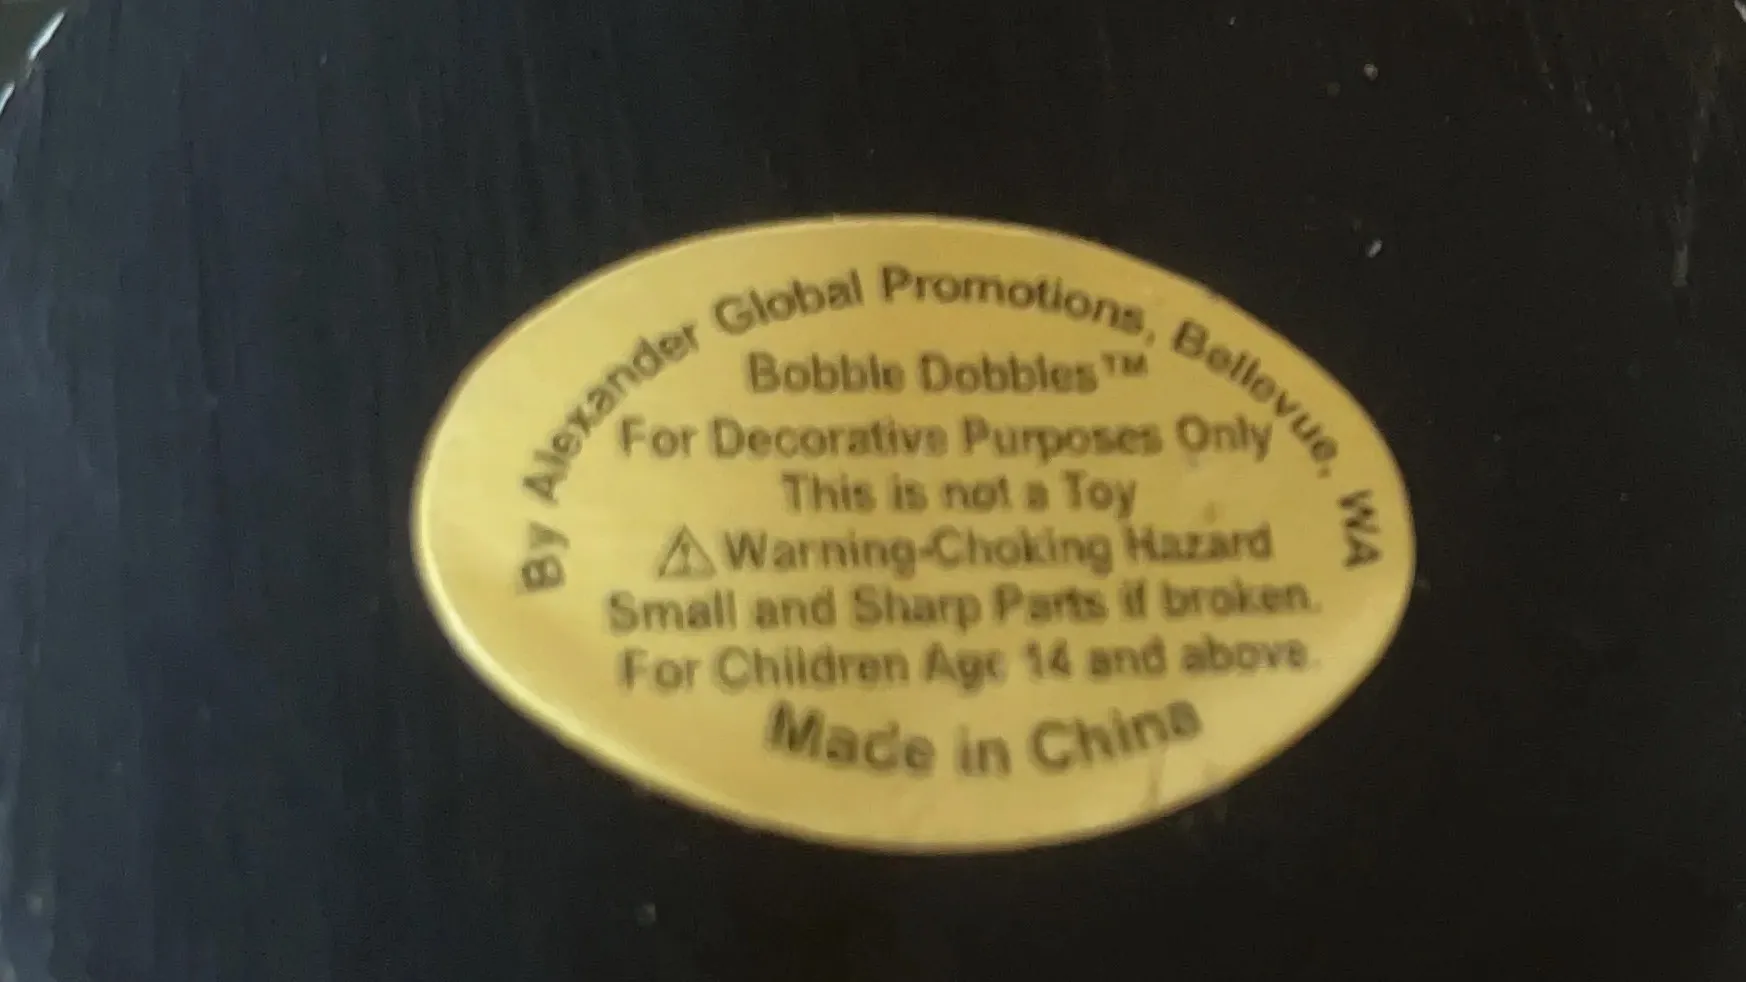 By Alexander Global Promotions, Bellevue, WA
Bobble Dobbles™
For Decorative Purposes Only
This is not a Toy
⚠ Warning-Choking Hazard
Small and Sharp Parts if broken.
For Children Age 14 and above.
Made in China